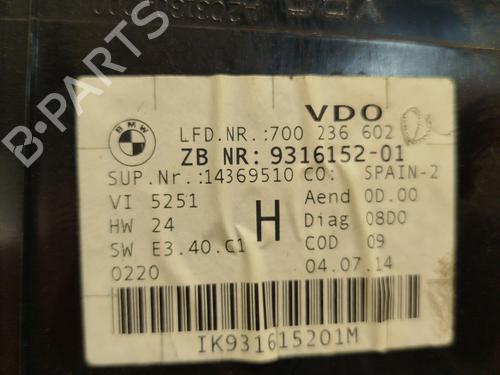 VDO
BMW
LFD.NR.:700 236 602
ZB NR: 9316152-01
SUP.Nr.:14369510 CO: SPAIN-2
VI 5251 Aend 0D.00
HW 24 H Diag 08D0
SW E3.40.C1 COD 09
0220 04.07.14
IK931615201M
B-PARTS